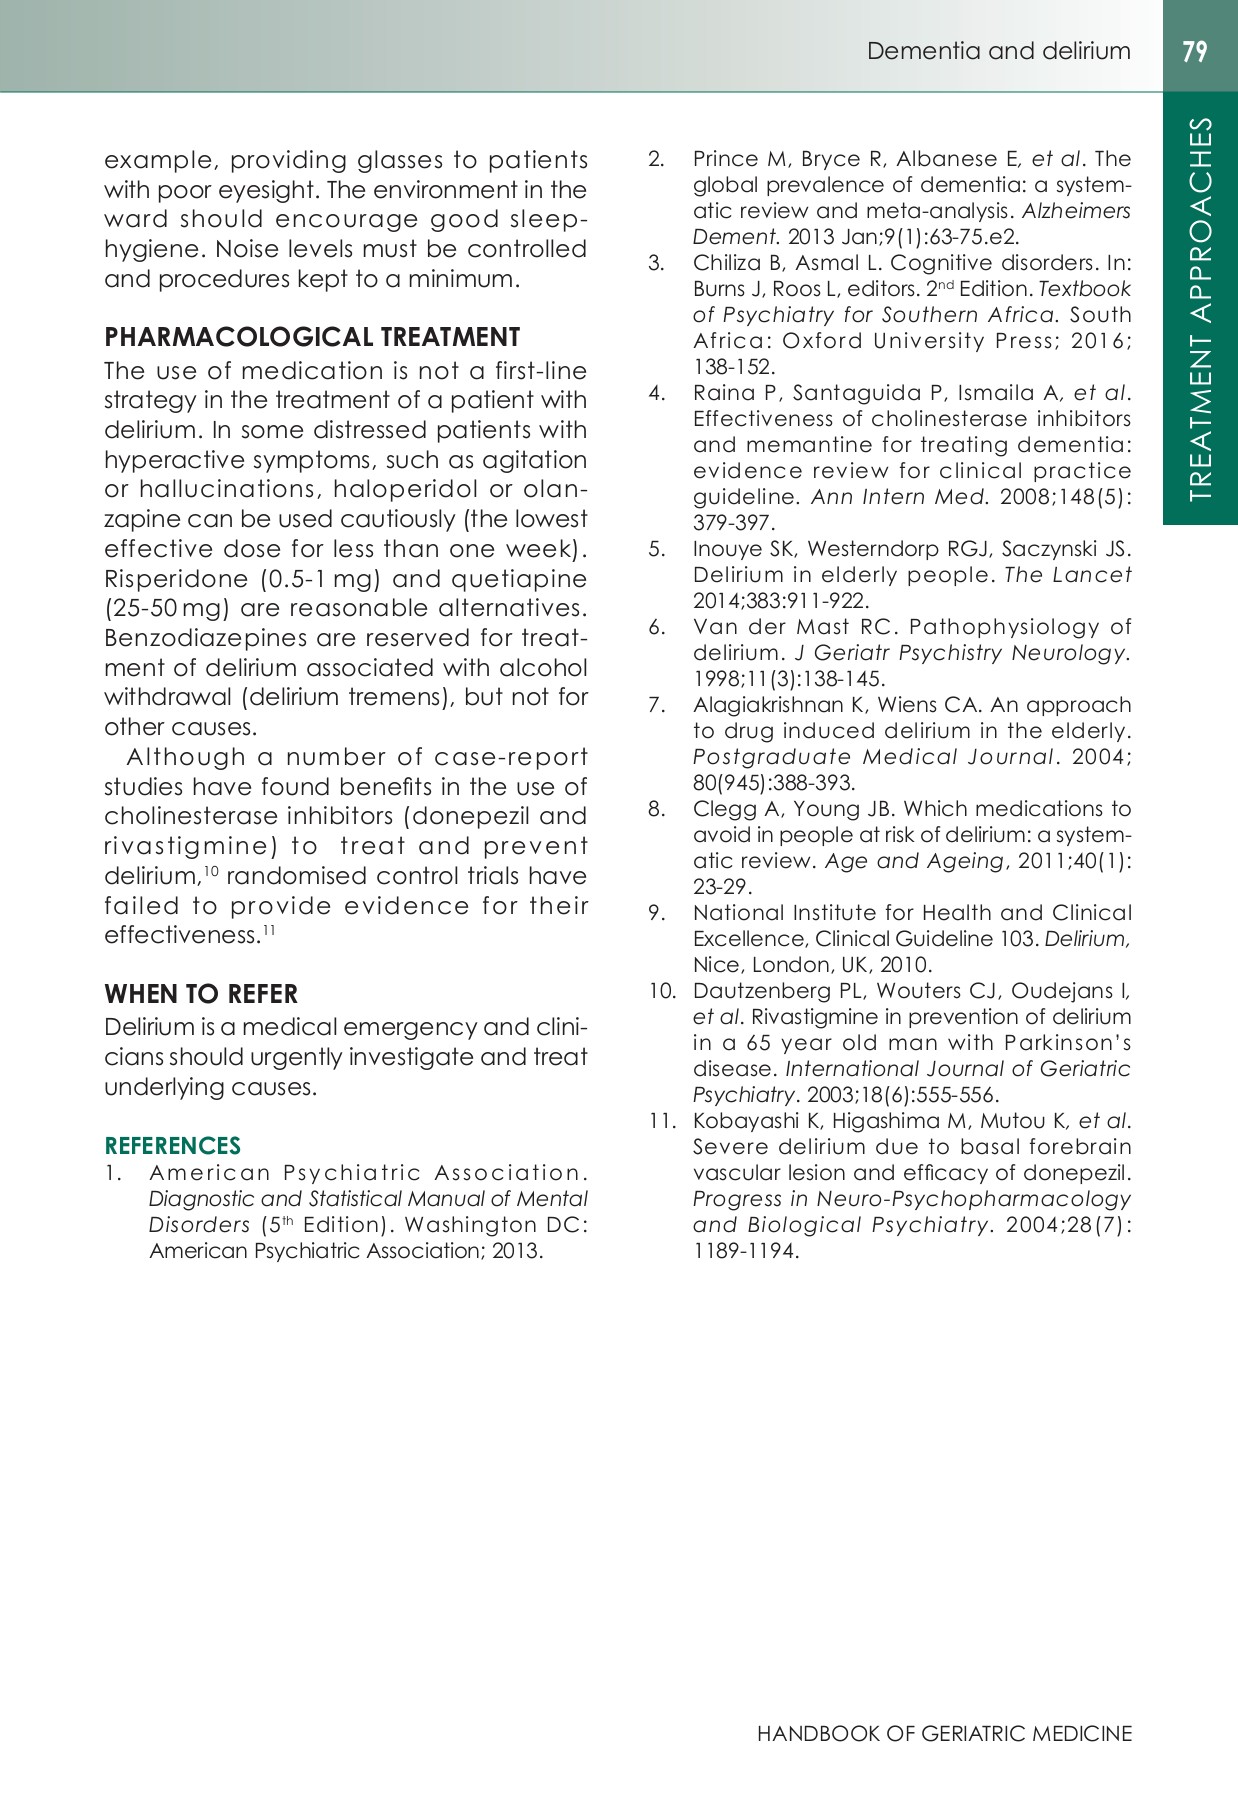 Dementia and delirium
79
TREATMENT APPROACHES
example, providing glasses to patients
with poor eyesight. The environment in the
ward should encourage good sleep-
hygiene. Noise levels must be controlled
and procedures kept to a minimum.
PHARMACOLOGICAL TREATMENT
The use of medication is not a first-line
strategy in the treatment of a patient with
delirium. In some distressed patients with
hyperactive symptoms, such as agitation
or hallucinations, haloperidol or olan-
zapine can be used cautiously (the lowest
effective dose for less than one week).
Risperidone (0.5-1 mg) and quetiapine
(25-50 mg) are reasonable alternatives.
Benzodiazepines are reserved for treat-
ment of delirium associated with alcohol
withdrawal (delirium tremens), but not for
other causes.
Although a number of case-report
studies have found benefits in the use of
cholinesterase inhibitors (donepezil and
rivastigmine) to treat and prevent
delirium,¹⁰ randomised control trials have
failed to provide evidence for their
effectiveness.¹¹
WHEN TO REFER
Delirium is a medical emergency and clini-
cians should urgently investigate and treat
underlying causes.
REFERENCES
1. American Psychiatric Association.
Diagnostic and Statistical Manual of Mental
Disorders (5th Edition). Washington DC:
American Psychiatric Association; 2013.
2. Prince M, Bryce R, Albanese E, et al. The
global prevalence of dementia: a system-
atic review and meta-analysis. Alzheimers
Dement. 2013 Jan;9(1):63-75.e2.
3. Chiliza B, Asmal L. Cognitive disorders. In:
Burns J, Roos L, editors. 2nd Edition. Textbook
of Psychiatry for Southern Africa. South
Africa: Oxford University Press; 2016;
138-152.
4. Raina P, Santaguida P, Ismaila A, et al.
Effectiveness of cholinesterase inhibitors
and memantine for treating dementia:
evidence review for clinical practice
guideline. Ann Intern Med. 2008;148(5):
379-397.
5. Inouye SK, Westerndorp RGJ, Saczynski JS.
Delirium in elderly people. The Lancet
2014;383:911-922.
6. Van der Mast RC. Pathophysiology of
delirium. J Geriatr Psychistry Neurology.
1998;11(3):138-145.
7. Alagiakrishnan K, Wiens CA. An approach
to drug induced delirium in the elderly.
Postgraduate Medical Journal. 2004;
80(945):388-393.
8. Clegg A, Young JB. Which medications to
avoid in people at risk of delirium: a system-
atic review. Age and Ageing, 2011;40(1):
23-29.
9. National Institute for Health and Clinical
Excellence, Clinical Guideline 103. Delirium,
Nice, London, UK, 2010.
10. Dautzenberg PL, Wouters CJ, Oudejans I,
et al. Rivastigmine in prevention of delirium
in a 65 year old man with Parkinson’s
disease. International Journal of Geriatric
Psychiatry. 2003;18(6):555-556.
11. Kobayashi K, Higashima M, Mutou K, et al.
Severe delirium due to basal forebrain
vascular lesion and efficacy of donepezil.
Progress in Neuro-Psychopharmacology
and Biological Psychiatry. 2004;28(7):
1189-1194.
HANDBOOK OF GERIATRIC MEDICINE